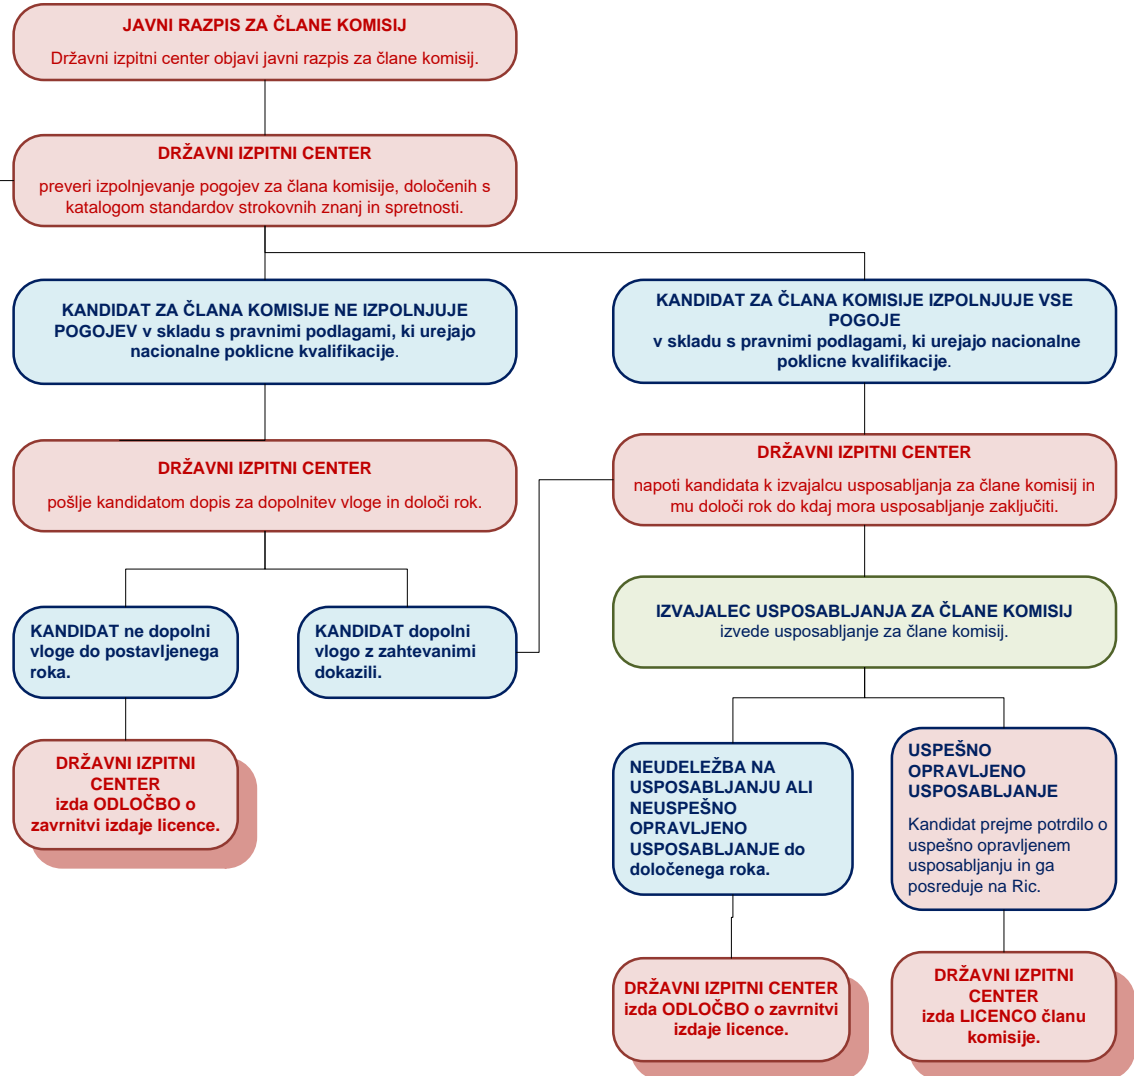 JAVNI RAZPIS ZA ČLANE KOMISIJ
Državni izpitni center objavi javni razpis za člane komisij.
DRŽAVNI IZPITNI CENTER
preveri izpolnjevanje pogojev za člana komisije, določenih s
katalogom standardov strokovnih znanj in spretnosti.
KANDIDAT ZA ČLANA KOMISIJE NE IZPOLNJUJE
POGOJEV v skladu s pravnimi podlagami, ki urejajo
nacionalne poklicne kvalifikacije.
KANDIDAT ZA ČLANA KOMISIJE IZPOLNJUJE VSE
POGOJE
v skladu s pravnimi podlagami, ki urejajo nacionalne
poklicne kvalifikacije.
DRŽAVNI IZPITNI CENTER
pošlje kandidatom dopis za dopolnitev vloge in določi rok.
DRŽAVNI IZPITNI CENTER
napoti kandidata k izvajalcu usposabljanja za člane komisij in
mu določi rok do kdaj mora usposabljanje zaključiti.
KANDIDAT ne dopolni
vloge do postavljenega
roka.
KANDIDAT dopolni
vlogo z zahtevanimi
dokazili.
IZVAJALEC USPOSABLJANJA ZA ČLANE KOMISIJ
izvede usposabljanje za člane komisij.
DRŽAVNI IZPITNI
CENTER
izda ODLOČBO o
zavrnitvi izdaje licence.
NEUDELEŽBA NA
USPOSABLJANJU ALI
NEUSPEŠNO
OPRAVLJENO
USPOSABLJANJE do
določenega roka.
USPEŠNO
OPRAVLJENO
USPOSABLJANJE
Kandidat prejme potrdilo o
uspešno opravljenem
usposabljanju in ga
posreduje na Ric.
DRŽAVNI IZPITNI CENTER
izda ODLOČBO o zavrnitvi
izdaje licence.
DRŽAVNI IZPITNI
CENTER
izda LICENCO članu
komisije.